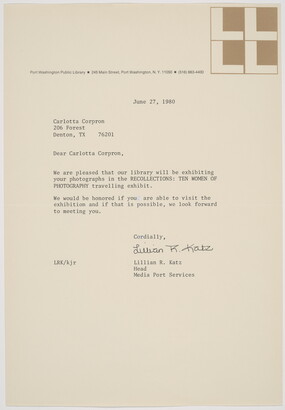 Port Washington Public Library ● 245 Main Street, Port Washington, N. Y. 11050 ● (516) 883-4400
June 27, 1980
Carlotta Corpron
206 Forest
Denton, TX 76201
Dear Carlotta Corpron,
We are pleased that our library will be exhibiting
your photographs in the RECOLLECTIONS: TEN WOMEN OF
PHOTOGRAPHY travelling exhibit.
We would be honored if you are able to visit the
exhibition and if that is possible, we look forward
to meeting you.
Cordially,
Lillian R. Katz
LRK/kjr Lillian R. Katz
Head
Media Port Services